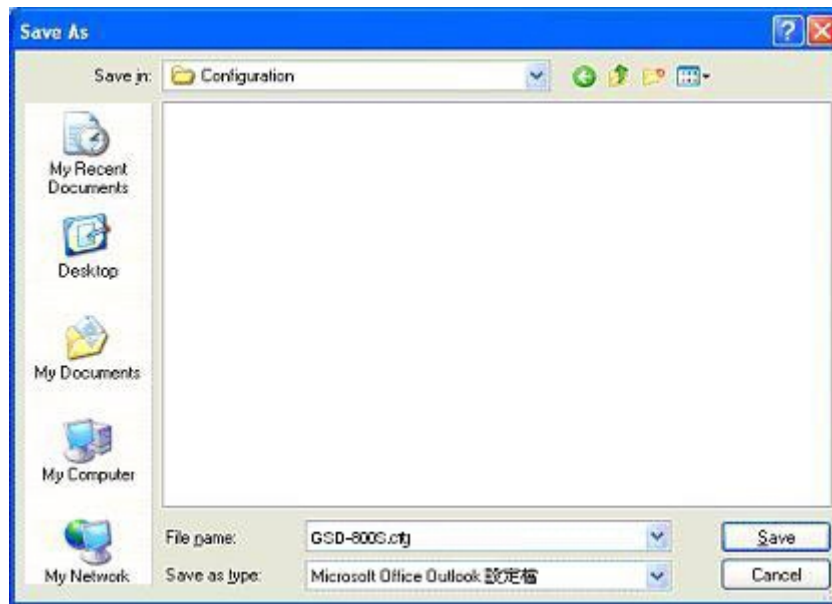 Save As
Save in:
Configuration
My Recent
Documents
Desktop
My Documents
My Computer
My Network
File name:
GSD-800S.cfg
Save
Save as type:
Microsoft Office Outlook 設定檔
Cancel